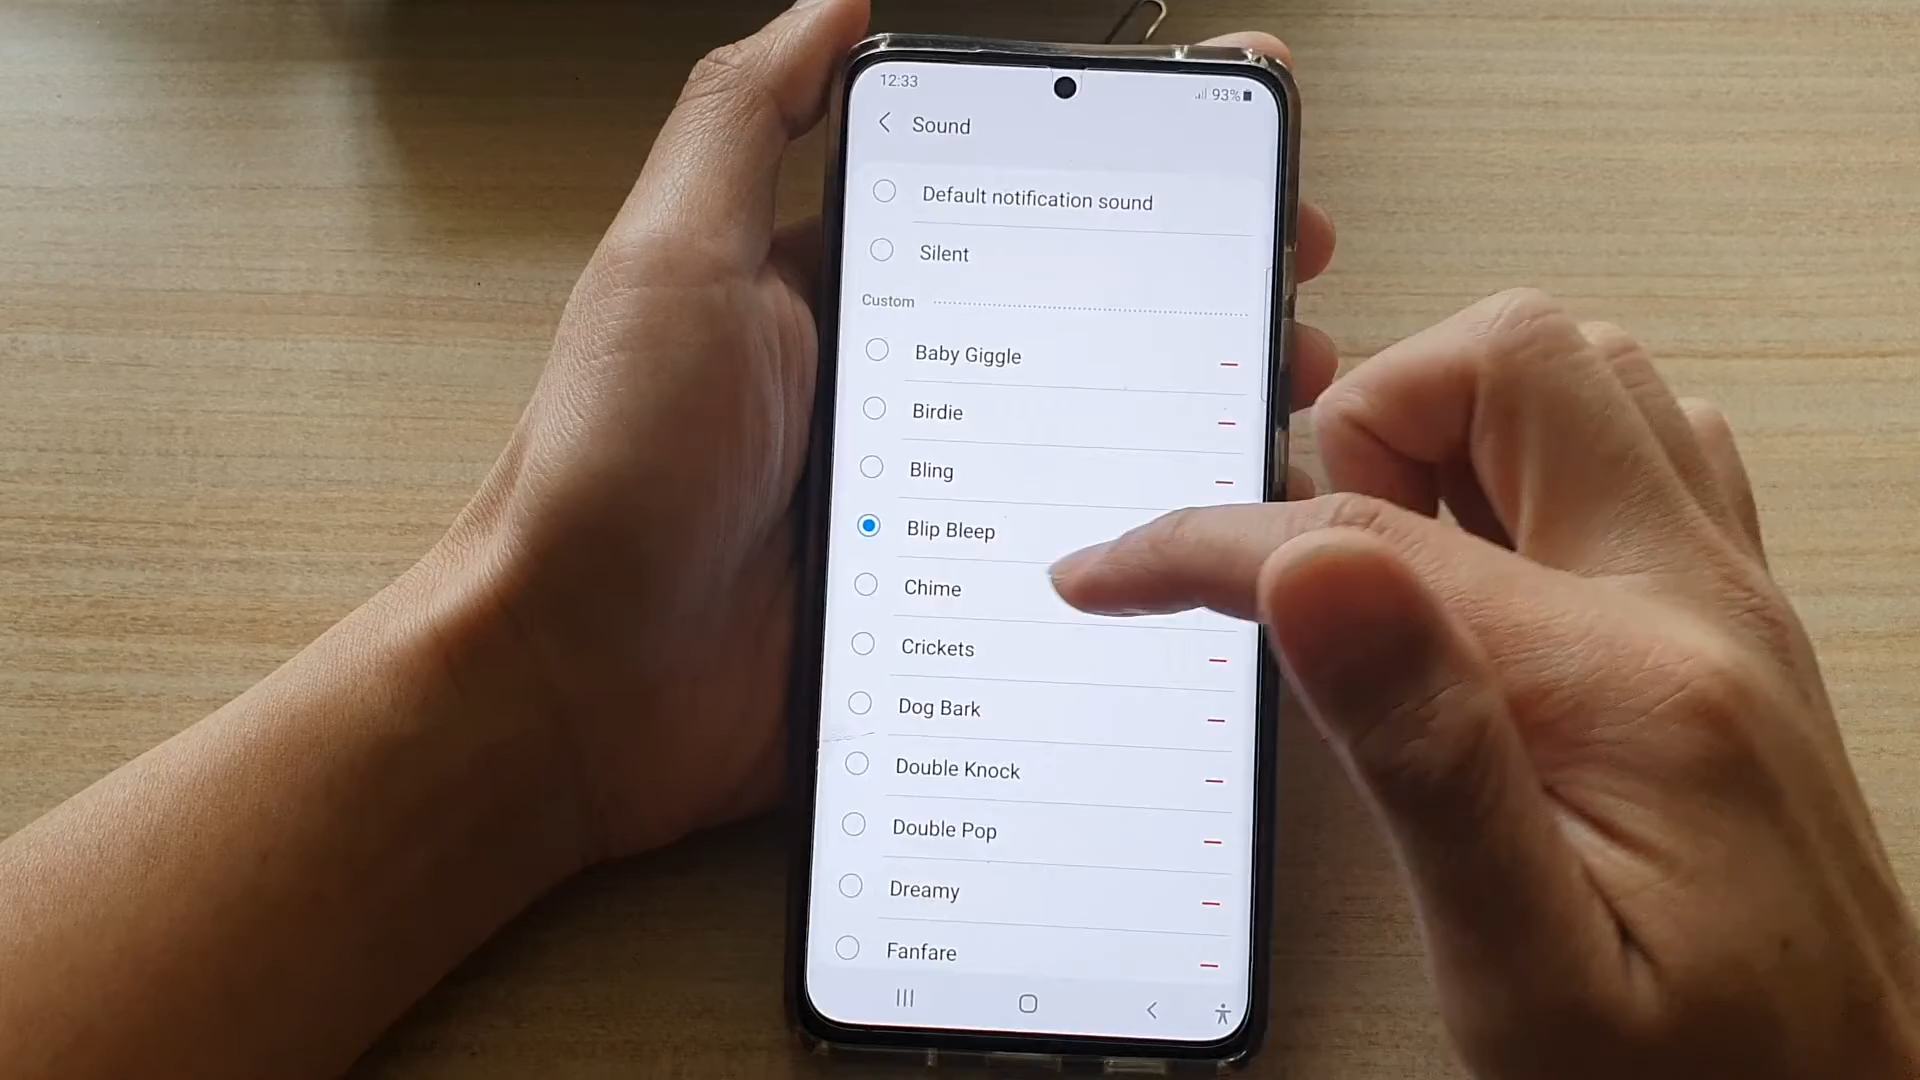 12:33
93%
Sound
Default notification sound
Silent
Custom
Baby Giggle
Birdie
Bling
Blip Bleep
Chime
Crickets
Dog Bark
Double Knock
Double Pop
Dreamy
Fanfare